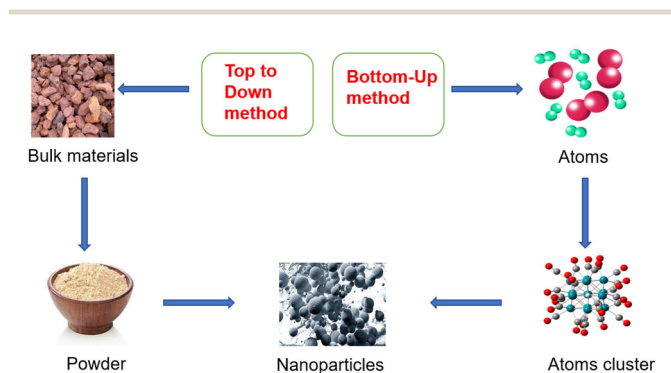 Top to
Down
method
Bottom-Up
method
Bulk materials
Atoms
Powder
Nanoparticles
Atoms cluster